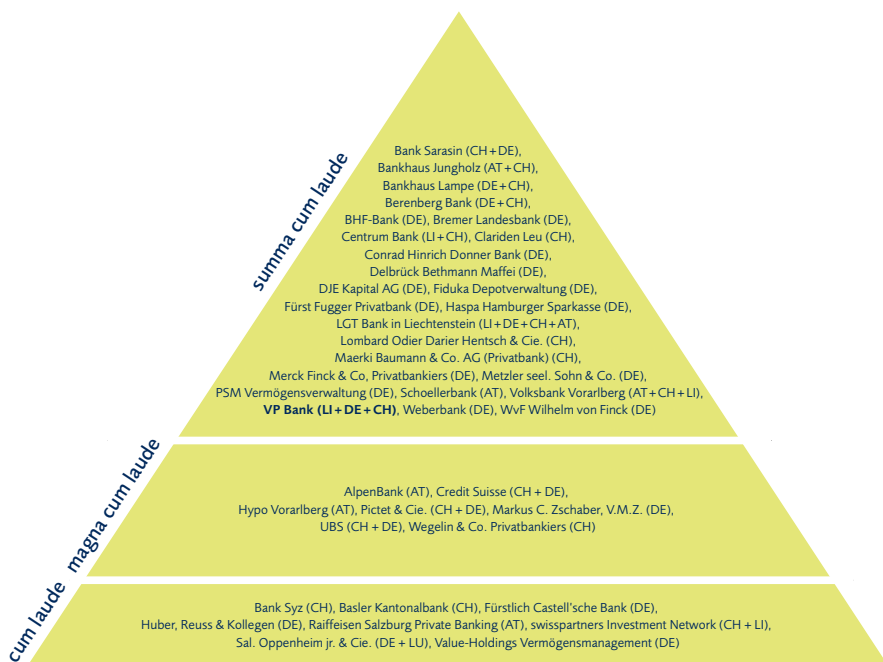 summa cum laude
Bank Sarasin (CH + DE),
Bankhaus Jungholz (AT + CH),
Bankhaus Lampe (DE + CH),
Berenberg Bank (DE + CH),
BHF-Bank (DE), Bremer Landesbank (DE),
Centrum Bank (LI + CH), Clariden Leu (CH),
Conrad Hinrich Donner Bank (DE),
Delbrück Bethmann Maffei (DE),
DJE Kapital AG (DE), Fiduka Depotverwaltung (DE),
Fürst Fugger Privatbank (DE), Haspa Hamburger Sparkasse (DE),
LGT Bank in Liechtenstein (LI + DE + CH + AT),
Lombard Odier Darier Hentsch & Cie. (CH),
Maerki Baumann & Co. AG (Privatbank) (CH),
Merck Finck & Co, Privatbankiers (DE), Metzler seel. Sohn & Co. (DE),
PSM Vermögensverwaltung (DE), Schoellerbank (AT), Volksbank Vorarlberg (AT + CH + LI),
VP Bank (LI + DE + CH), Weberbank (DE), WvF Wilhelm von Finck (DE)
magna cum laude
AlpenBank (AT), Credit Suisse (CH + DE),
Hypo Vorarlberg (AT), Pictet & Cie. (CH + DE), Markus C. Zschaber, V.M.Z. (DE),
UBS (CH + DE), Wegelin & Co. Privatbankiers (CH)
cum laude
Bank Syz (CH), Basler Kantonalbank (CH), Fürstlich Castell'sche Bank (DE),
Huber, Reuss & Kollegen (DE), Raiffeisen Salzburg Private Banking (AT), swisspartners Investment Network (CH + LI),
Sal. Oppenheim jr. & Cie. (DE + LU), Value-Holdings Vermögensmanagement (DE)